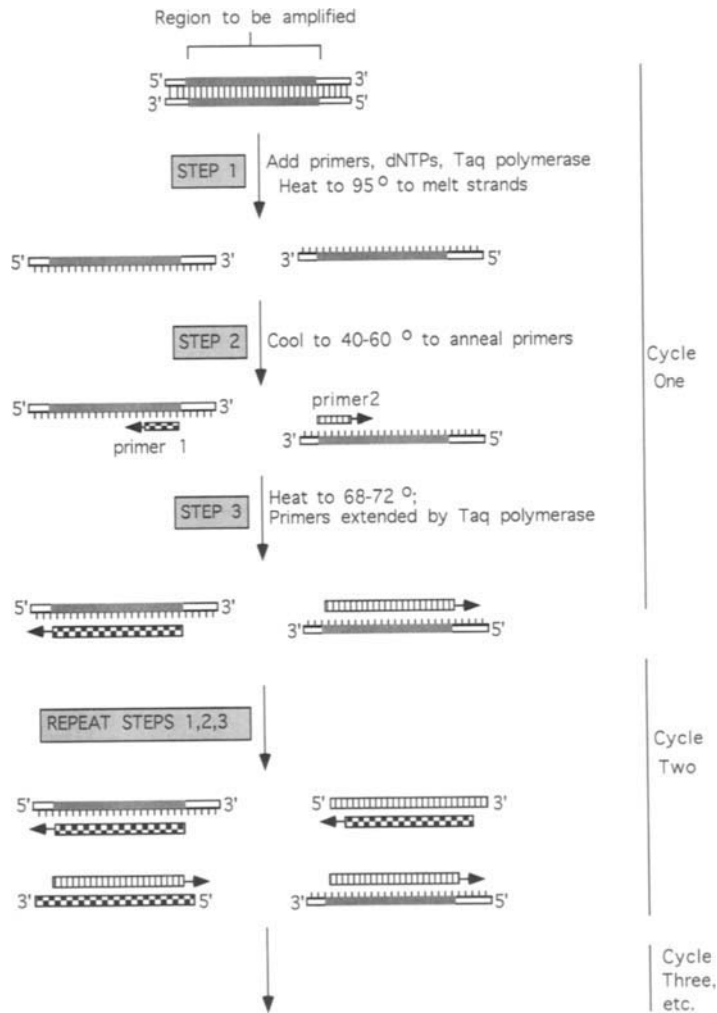 Region to be amplified
5' 3'
3' 5'
STEP 1
Add primers, dNTPs, Taq polymerase
Heat to 95 º to melt strands
5' 3' 3' 5'
STEP 2
Cool to 40-60 º to anneal primers
Cycle
One
5' 3'
primer 1
primer2
3' 5'
STEP 3
Heat to 68-72 º;
Primers extended by Taq polymerase
5' 3'
3' 5'
REPEAT STEPS 1,2,3
Cycle
Two
5' 3' 5' 3'
3' 5' 3' 5'
Cycle
Three,
etc.